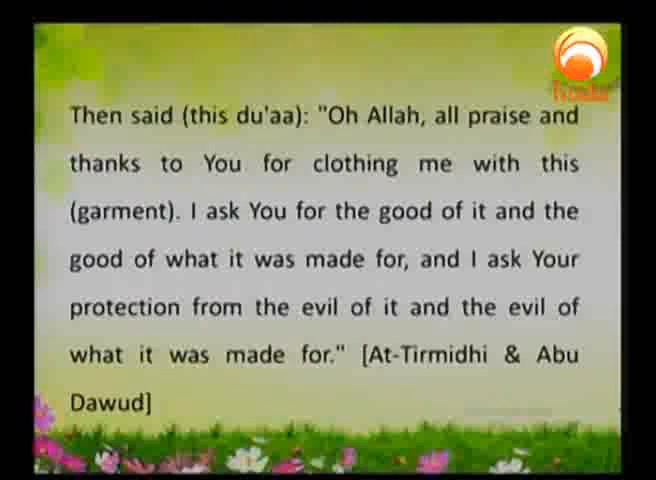 Then said (this du'aa): "Oh Allah, all praise and
thanks to You for clothing me with this
(garment). I ask You for the good of it and the
good of what it was made for, and I ask Your
protection from the evil of it and the evil of
what it was made for." [At-Tirmidhi & Abu
Dawud]